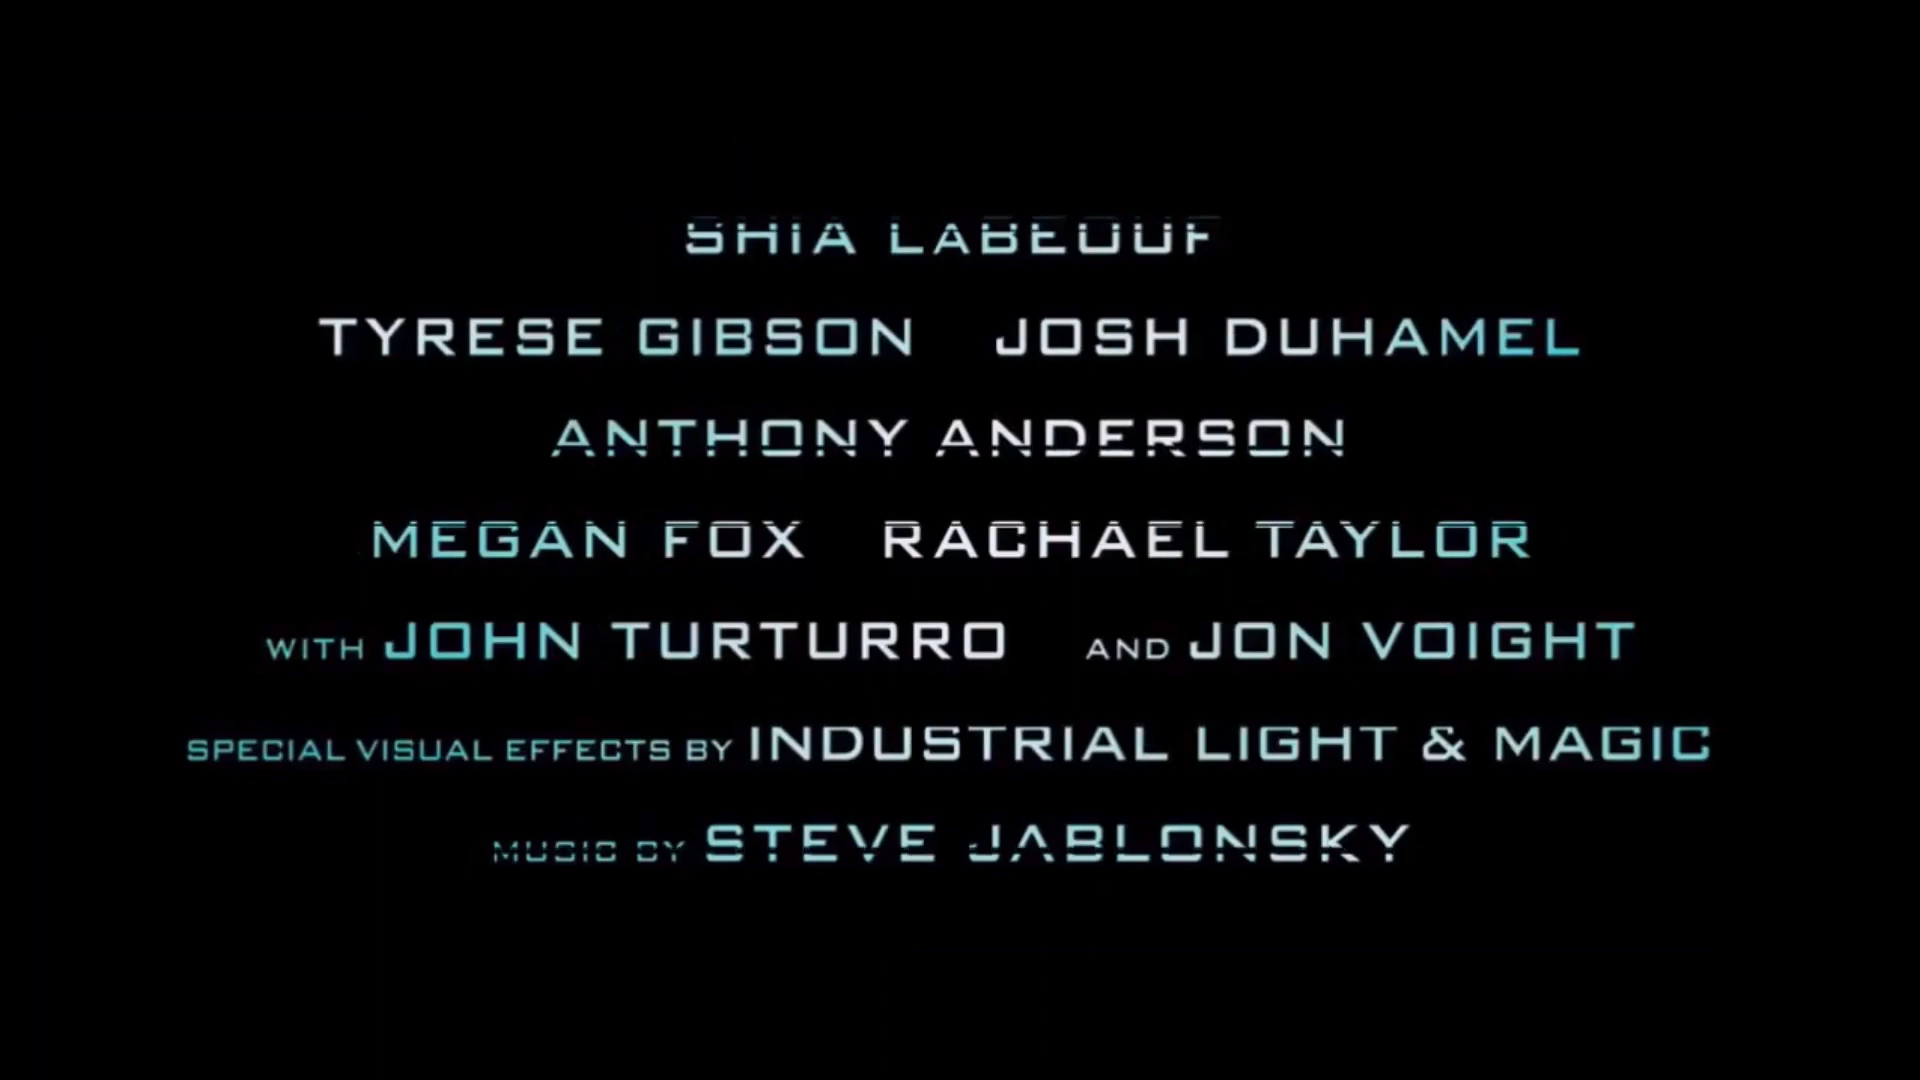 SHIA LABEOUF
TYRESE GIBSON JOSH DUHAMEL
ANTHONY ANDERSON
MEGAN FOX RACHAEL TAYLOR
WITH JOHN TURTURRO AND JON VOIGHT
SPECIAL VISUAL EFFECTS BY INDUSTRIAL LIGHT & MAGIC
MUSIC BY STEVE JABLONSKY